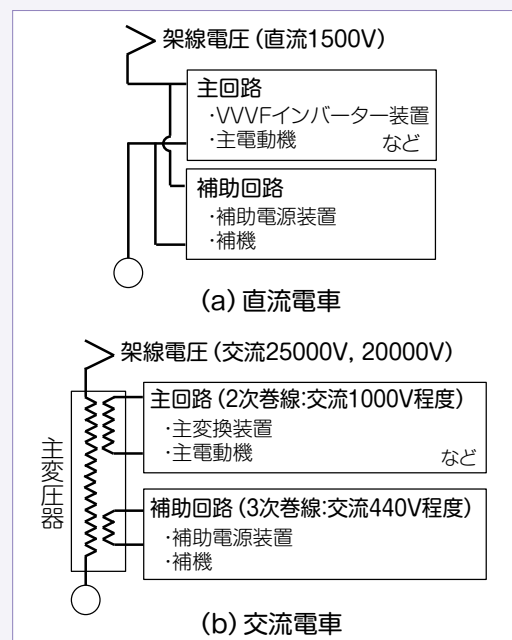 架線電圧(直流1500V)
主回路
・VVVFインバーター装置
・主電動機 など
補助回路
・補助電源装置
・補機
(a) 直流電車
架線電圧(交流25000V, 20000V)
主変圧器
主回路(2次巻線:交流1000V程度)
・主変換装置
・主電動機 など
補助回路(3次巻線:交流440V程度)
・補助電源装置
・補機
(b) 交流電車